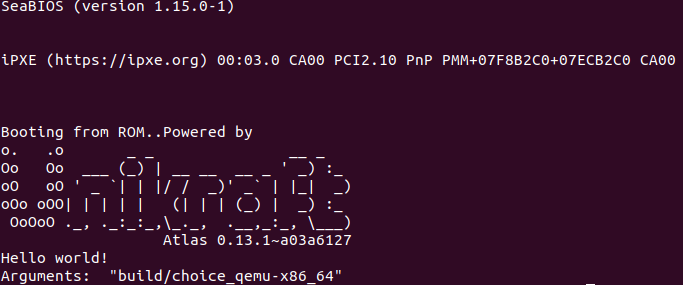 SeaBIOS (version 1.15.0-1)
iPXE (https://ipxe.org) 00:03.0 CA00 PCI2.10 PnP PMM+07F8B2C0+07ECB2C0 CA00
Booting from ROM..Powered by
o.   .o       _ _               __ _
Oo   Oo  ___ (_) | __ __  __ _ ' _) :_
oO   oO ' _ `| | |/ /  _)' _` | |_|  _)
oOo oOO| | | | |   (| | | (_) |  _) :_
 OoOoO ._, ._:_:_,\_._,  .__,_:_, \___)
Atlas 0.13.1~a03a6127
Hello world!
Arguments:  "build/choice_qemu-x86_64"